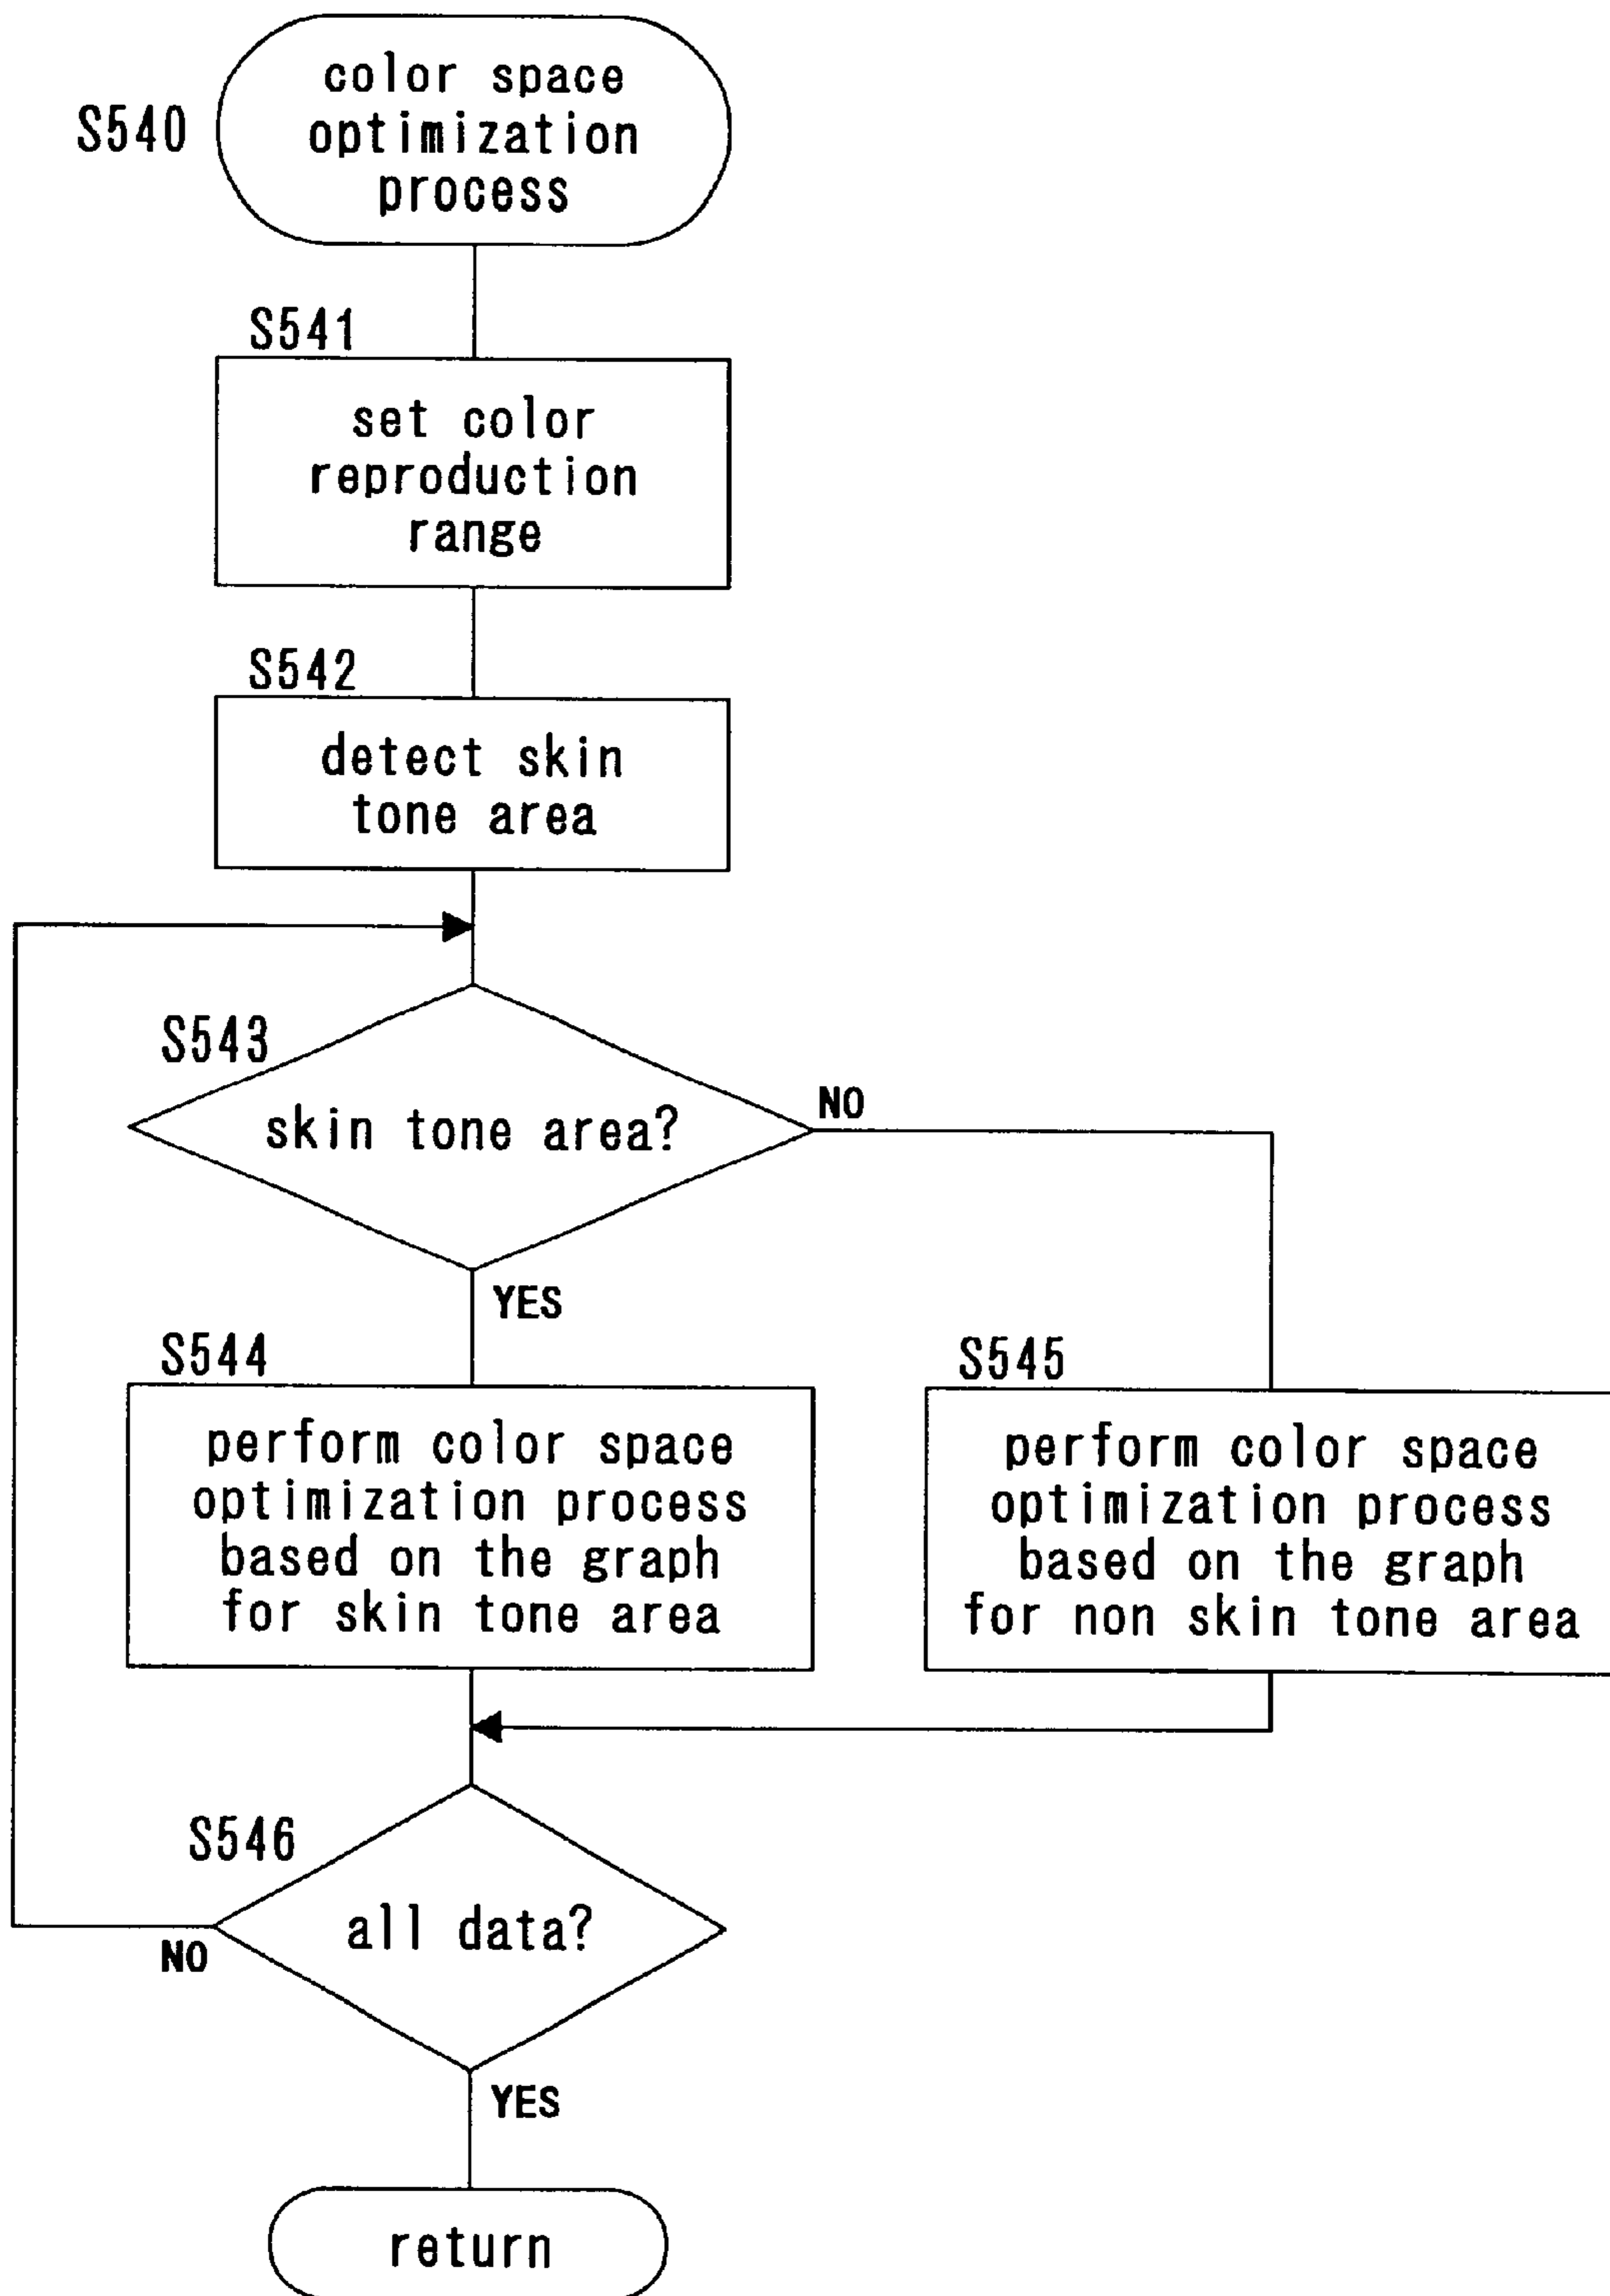 S540
color space
optimization
process
S541
set color
reproduction
range
S542
detect skin
tone area
S543
skin tone area?
NO
YES
S544
perform color space
optimization process
based on the graph
for skin tone area
S545
perform color space
optimization process
based on the graph
for non skin tone area
S546
all data?
NO
YES
return